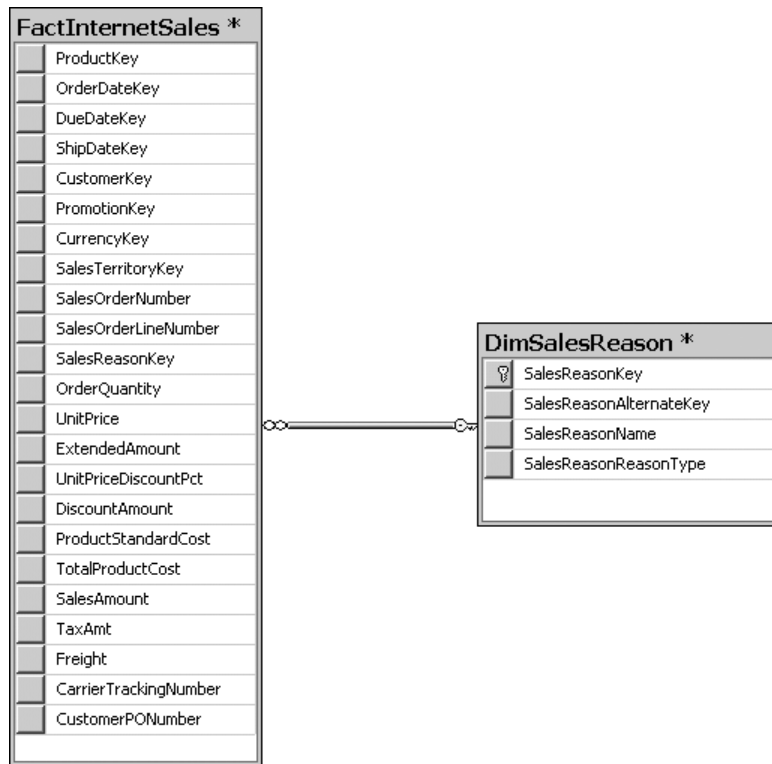 FactInternetSales *
ProductKey
OrderDateKey
DueDateKey
ShipDateKey
CustomerKey
PromotionKey
CurrencyKey
SalesTerritoryKey
SalesOrderNumber
SalesOrderLineNumber
SalesReasonKey
OrderQuantity
UnitPrice
ExtendedAmount
UnitPriceDiscountPct
DiscountAmount
ProductStandardCost
TotalProductCost
SalesAmount
TaxAmt
Freight
CarrierTrackingNumber
CustomerPONumber
DimSalesReason *
SalesReasonKey
SalesReasonAlternateKey
SalesReasonName
SalesReasonReasonType